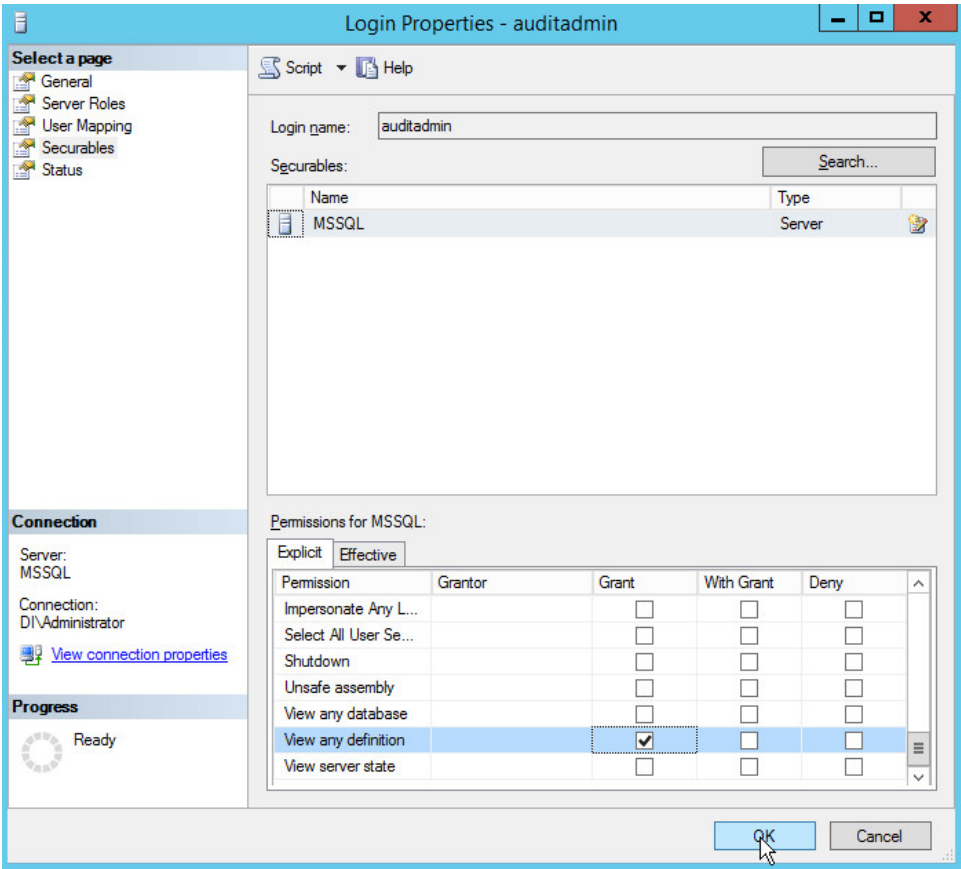 Login Properties - auditadmin
Select a page
General
Server Roles
User Mapping
Securables
Status
Script Help
Login name: auditadmin
Securables: Search...
Name Type
MSSQL Server
Connection
Server:
MSSQL
Connection:
DI\Administrator
View connection properties
Progress
Ready
Permissions for MSSQL:
Explicit Effective
Permission Grantor Grant With Grant Deny
Impersonate Any L...
Select All User Se...
Shutdown
Unsafe assembly
View any database
View any definition
View server state
OK Cancel